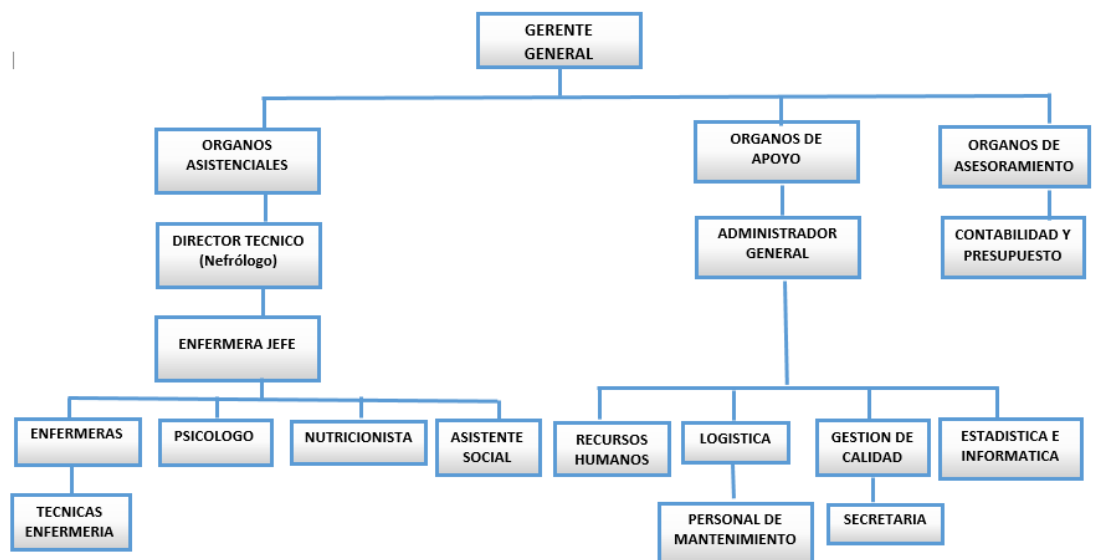 GERENTE
GENERAL
ORGANOS
ASISTENCIALES
ORGANOS DE
APOYO
ORGANOS DE
ASESORAMIENTO
DIRECTOR TECNICO
(Nefrólogo)
ADMINISTRADOR
GENERAL
CONTABILIDAD Y
PRESUPUESTO
ENFERMERA JEFE
ENFERMERAS
PSICOLOGO
NUTRICIONISTA
ASISTENTE
SOCIAL
RECURSOS
HUMANOS
LOGISTICA
GESTION DE
CALIDAD
ESTADISTICA E
INFORMATICA
TECNICAS
ENFERMERIA
PERSONAL DE
MANTENIMIENTO
SECRETARIA